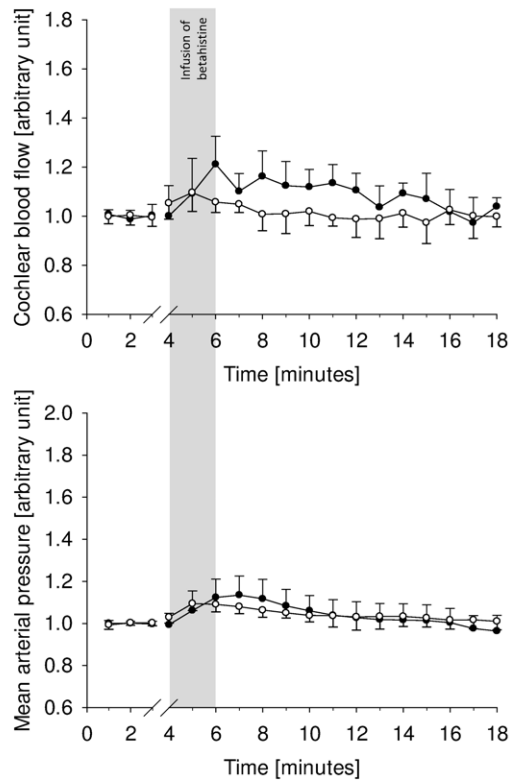 Cochlear blood flow [arbitrary unit]
1.8
1.6
1.4
1.2
1.0
0.8
0.6
Infusion of
betahistine
0 2 4 6 8 10 12 14 16 18
Time [minutes]
Mean arterial pressure [arbitrary unit]
2.0
1.8
1.6
1.4
1.2
1.0
0.8
0.6
0 2 4 6 8 10 12 14 16 18
Time [minutes]